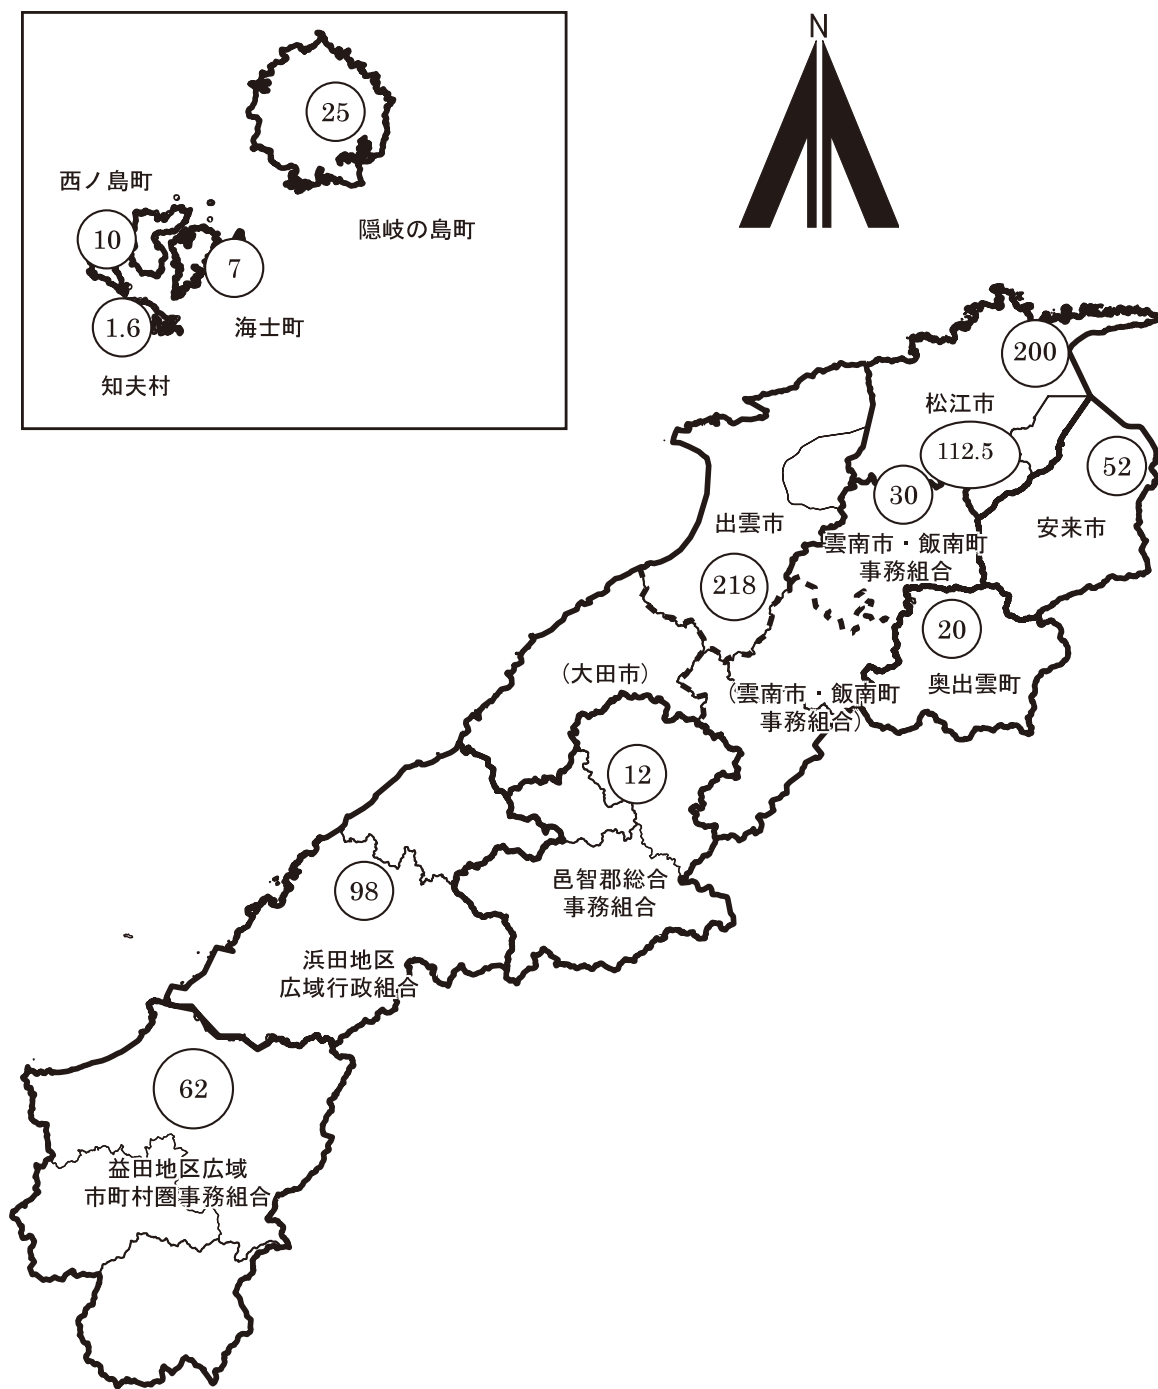 N
25
西ノ島町
隠岐の島町
10
7
1.6
海士町
知夫村
200
松江市
112.5
52
30
出雲市
安来市
雲南市・飯南町
事務組合
218
20
(大田市)
奥出雲町
(雲南市・飯南町
事務組合)
12
邑智郡総合
事務組合
98
浜田地区
広域行政組合
62
益田地区広域
市町村圏事務組合